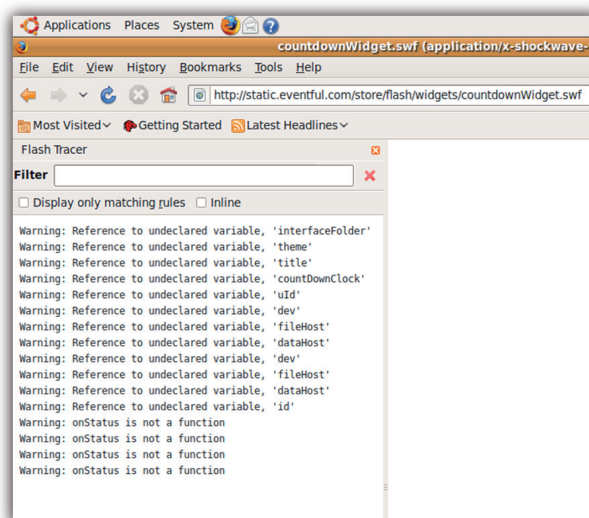 Applications Places System
countdownWidget.swf (application/x-shockwave-
File Edit View History Bookmarks Tools Help
http://static.eventful.com/store/flash/widgets/countdownWidget.swf
Most Visited Getting Started Latest Headlines
Flash Tracer
Filter
Display only matching rules Inline
Warning: Reference to undeclared variable, 'interfaceFolder'
Warning: Reference to undeclared variable, 'theme'
Warning: Reference to undeclared variable, 'title'
Warning: Reference to undeclared variable, 'countDownClock'
Warning: Reference to undeclared variable, 'uId'
Warning: Reference to undeclared variable, 'dev'
Warning: Reference to undeclared variable, 'fileHost'
Warning: Reference to undeclared variable, 'dataHost'
Warning: Reference to undeclared variable, 'dev'
Warning: Reference to undeclared variable, 'fileHost'
Warning: Reference to undeclared variable, 'dataHost'
Warning: Reference to undeclared variable, 'id'
Warning: onStatus is not a function
Warning: onStatus is not a function
Warning: onStatus is not a function
Warning: onStatus is not a function